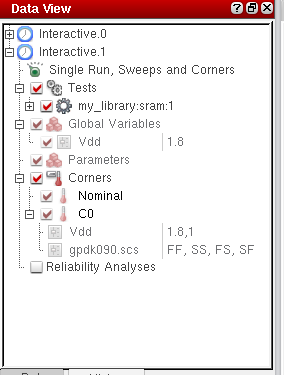 Data View
Interactive.0
Interactive.1
Single Run, Sweeps and Corners
Tests
my_library:sram:1
Global Variables
Vdd 1.8
Parameters
Corners
Nominal
C0
Vdd 1.8,1
gpdk090.scs FF, SS, FS, SF
Reliability Analyses